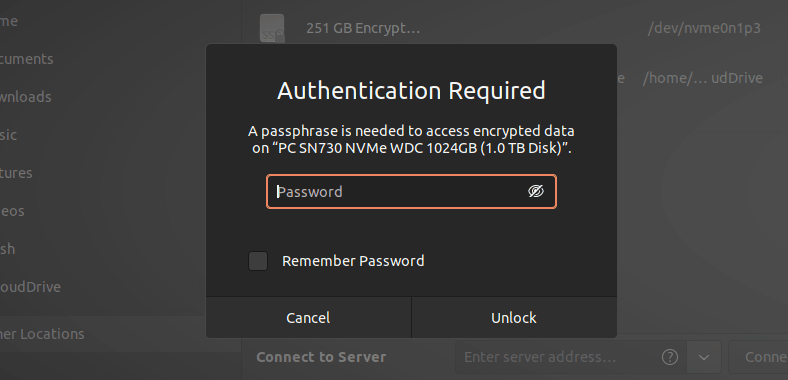 me
251 GB Encrypt…
/dev/nvme0n1p3
cuments
wnloads
e
/home/… udDrive
sic
tures
eos
sh
oudDrive
er Locations
Authentication Required
A passphrase is needed to access encrypted data
on “PC SN730 NVMe WDC 1024GB (1.0 TB Disk)”.
Password
Remember Password
Cancel
Unlock
Connect to Server
Enter server address…
?
Conne